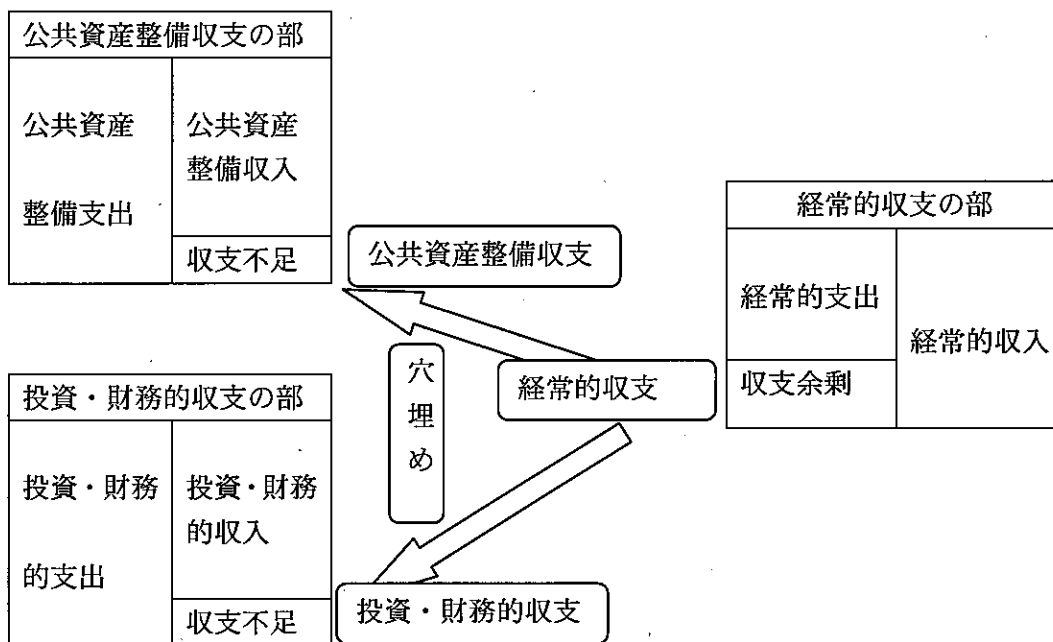 公共資産整備収支の部
公共資産
整備支出
公共資産
整備収入
収支不足
公共資産整備収支
経常的収支の部
経常的支出
収支余剰
経常的収入
経常的収支
穴
埋
め
投資・財務的収支の部
投資・財務
的支出
投資・財務
的収入
収支不足
投資・財務的収支